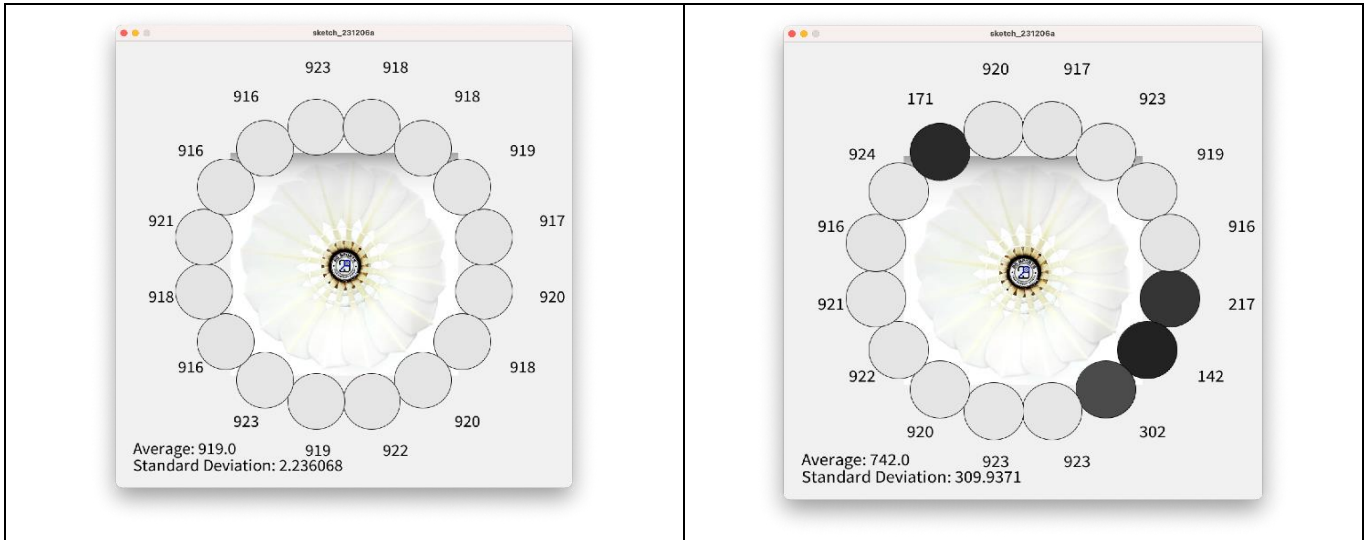 sketch_231206a
923 918
916 918
916 919
921 917
918 920
916 918
923 920
919 922
Average: 919.0
Standard Deviation: 2.236068
sketch_231206a
920 917
171 923
924 919
916 916
921 217
922 142
920 302
923 923
Average: 742.0
Standard Deviation: 309.9371